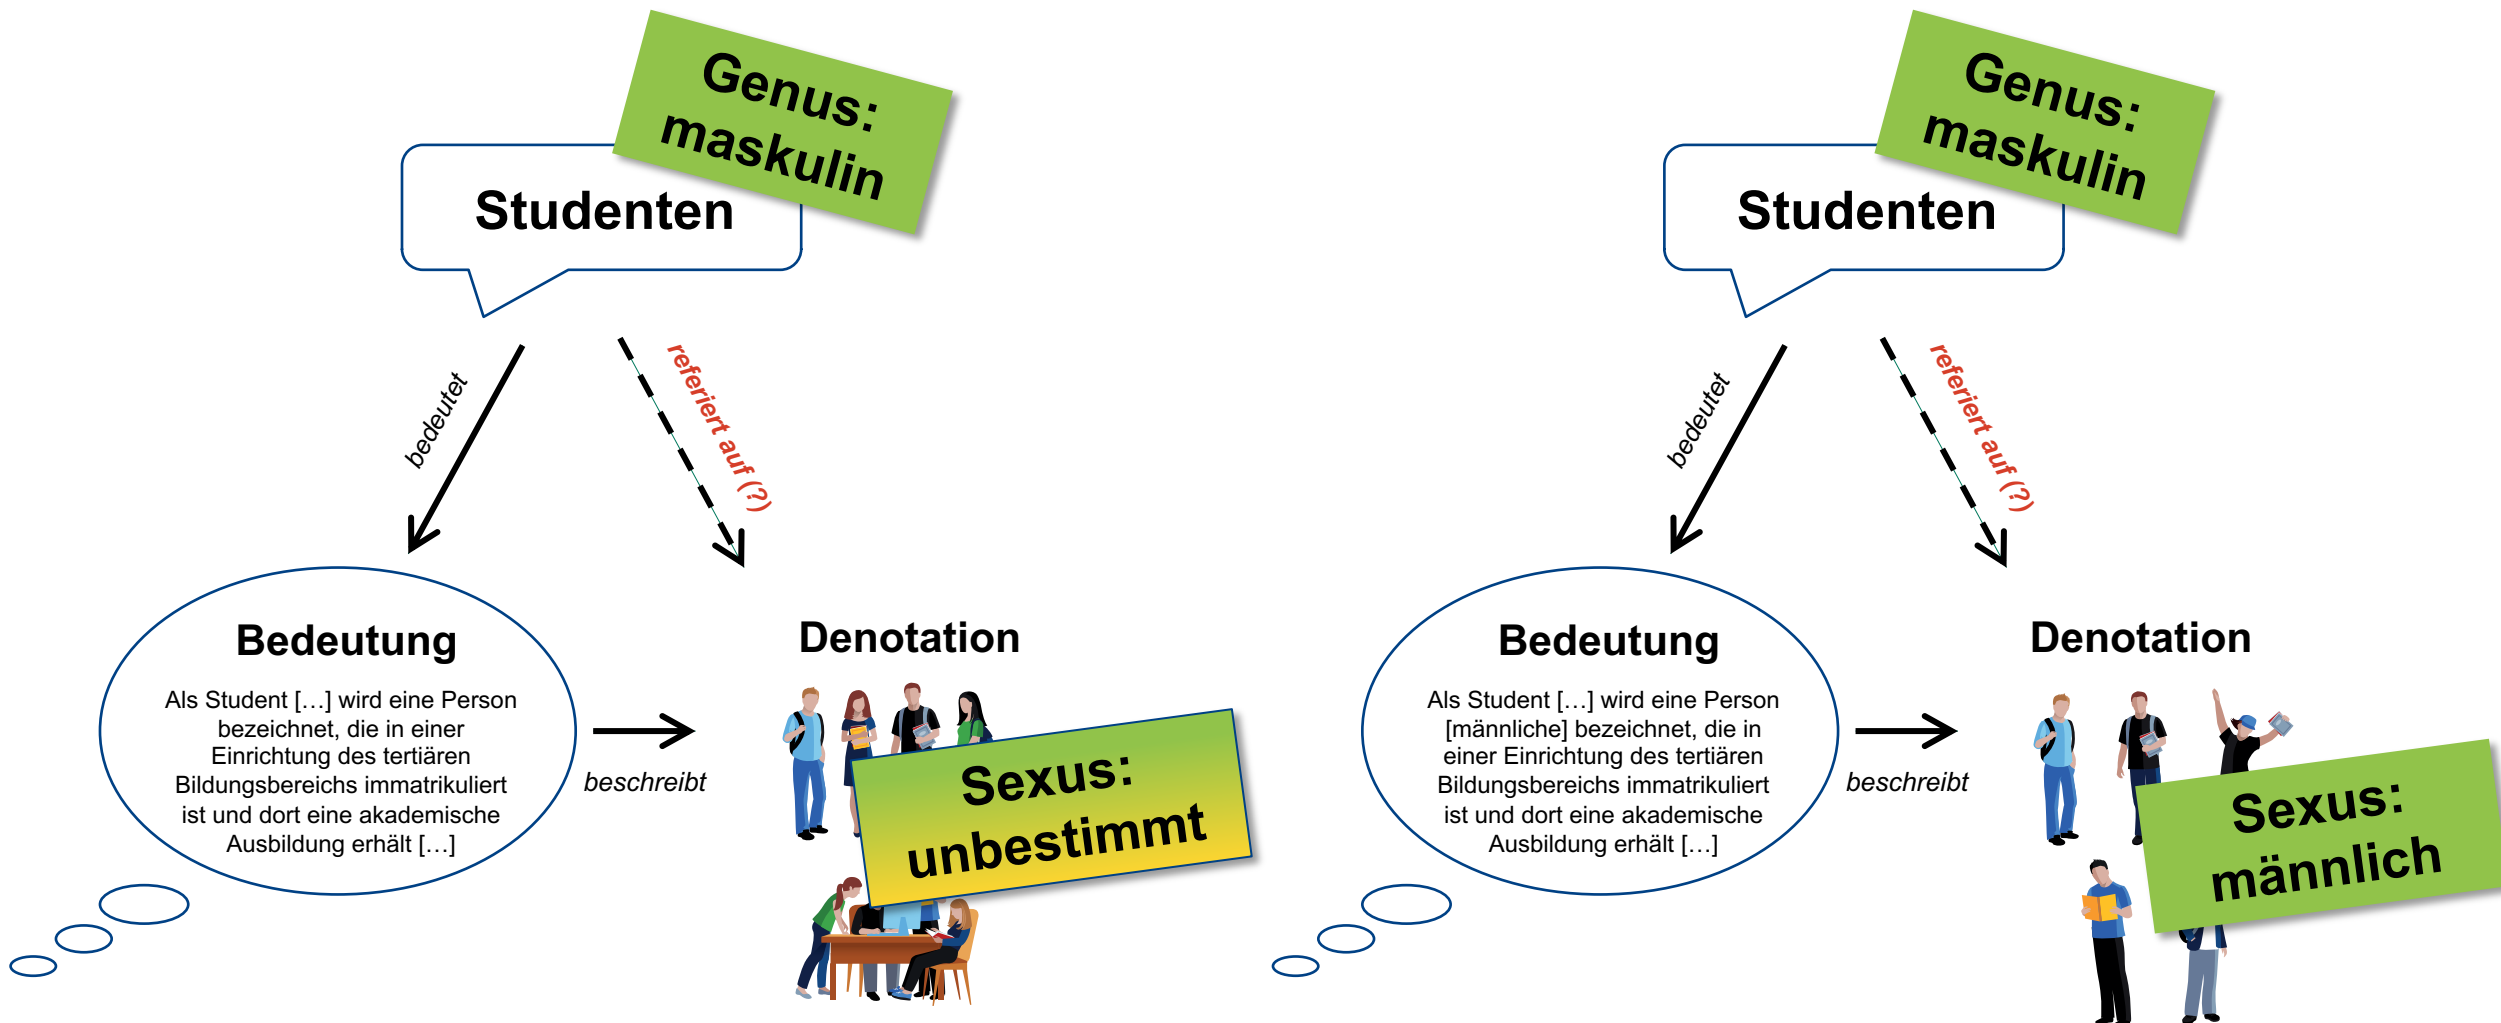 Genus:
maskulin
Studenten
bedeutet
referiert auf (?)
Bedeutung
Als Student […] wird eine Person
bezeichnet, die in einer
Einrichtung des tertiären
Bildungsbereichs immatrikuliert
ist und dort eine akademische
Ausbildung erhält […]
beschreibt
Denotation
Sexus:
unbestimmt
Genus:
maskulin
Studenten
bedeutet
referiert auf (?)
Bedeutung
Als Student […] wird eine Person
[männliche] bezeichnet, die in
einer Einrichtung des tertiären
Bildungsbereichs immatrikuliert
ist und dort eine akademische
Ausbildung erhält […]
beschreibt
Denotation
Sexus:
männlich